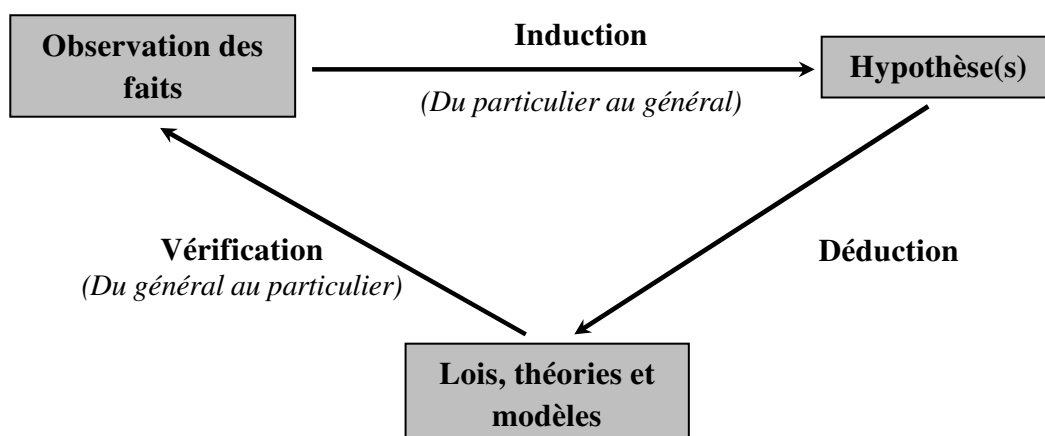 Observation des
faits
Induction
(Du particulier au général)
Hypothèse(s)
Vérification
(Du général au particulier)
Déduction
Lois, théories et
modèles